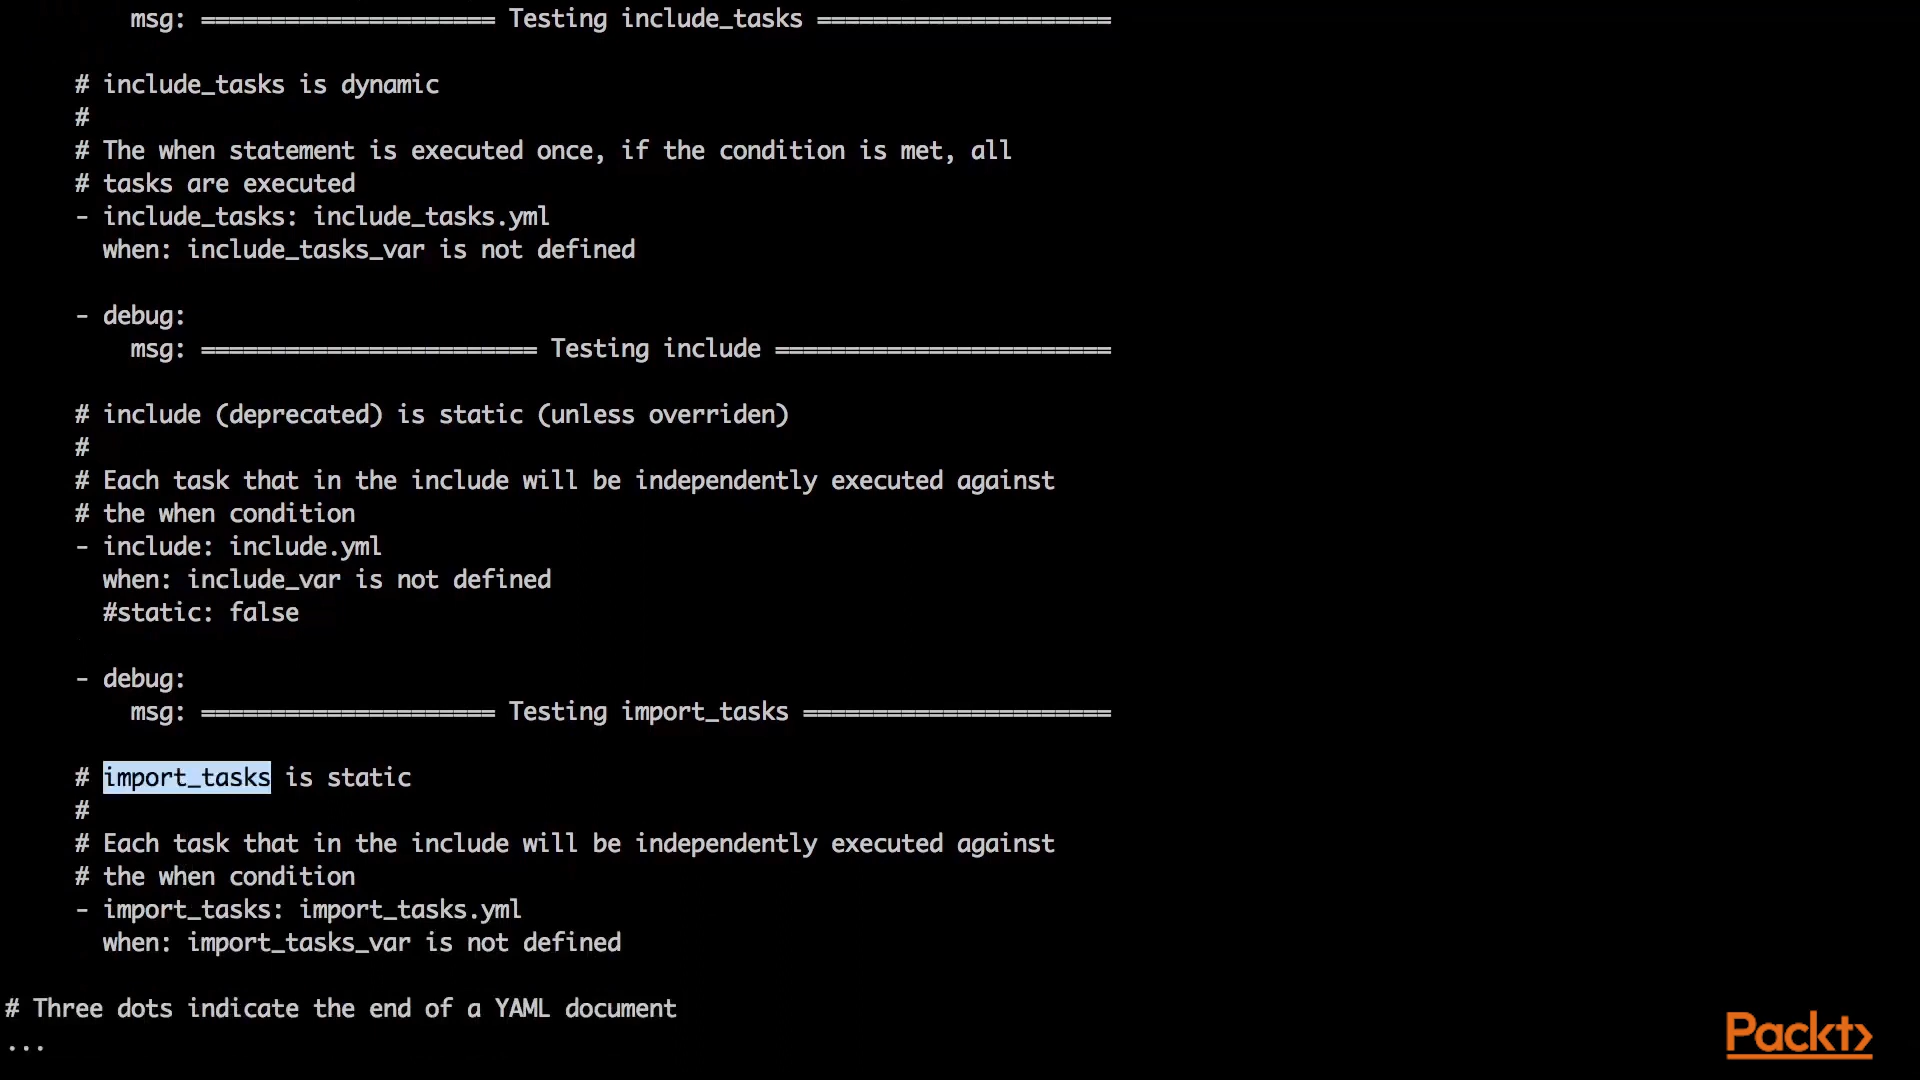 msg: ===================== Testing include_tasks =====================
# include_tasks is dynamic
#
# The when statement is executed once, if the condition is met, all
# tasks are executed
- include_tasks: include_tasks.yml
when: include_tasks_var is not defined
- debug:
msg: ======================== Testing include ========================
# include (deprecated) is static (unless overriden)
#
# Each task that in the include will be independently executed against
# the when condition
- include: include.yml
when: include_var is not defined
#static: false
- debug:
msg: ===================== Testing import_tasks ======================
# import_tasks is static
#
# Each task that in the include will be independently executed against
# the when condition
- import_tasks: import_tasks.yml
when: import_tasks_var is not defined
# Three dots indicate the end of a YAML document
...
Packt>